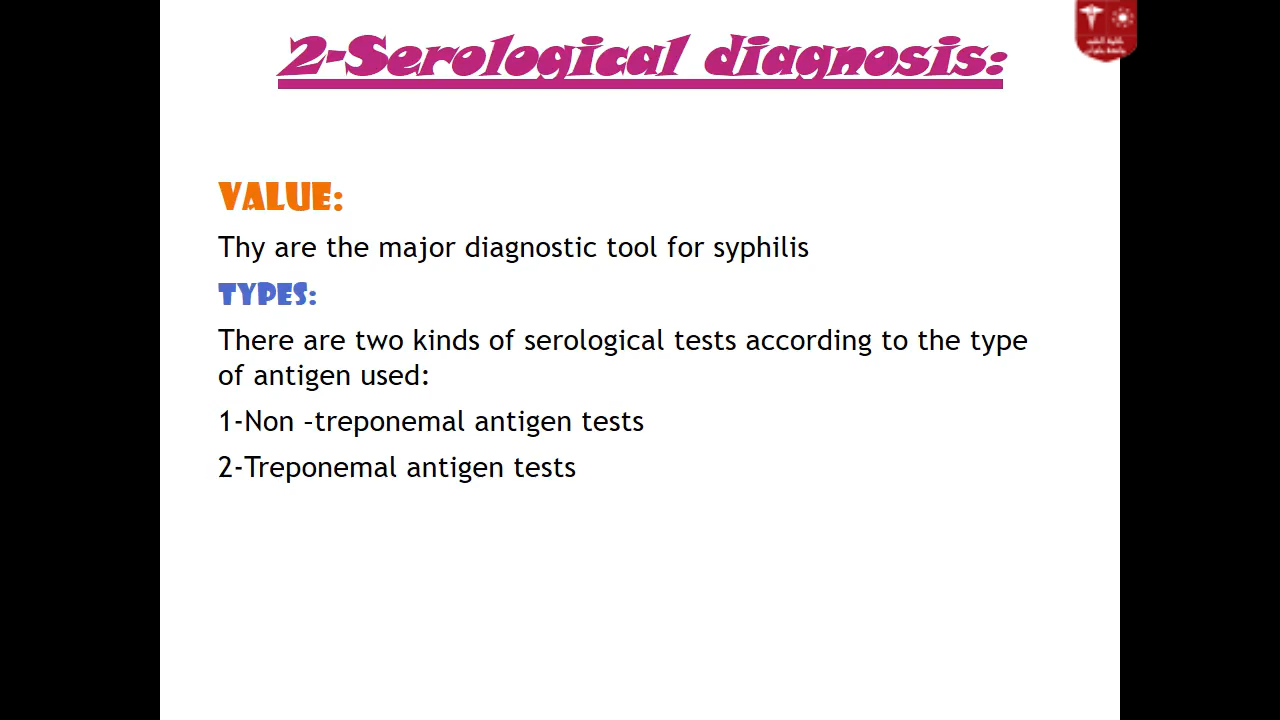 2-Serological diagnosis:
VALUE:
Thy are the major diagnostic tool for syphilis
TYPES:
There are two kinds of serological tests according to the type
of antigen used:
1-Non –treponemal antigen tests
2-Treponemal antigen tests